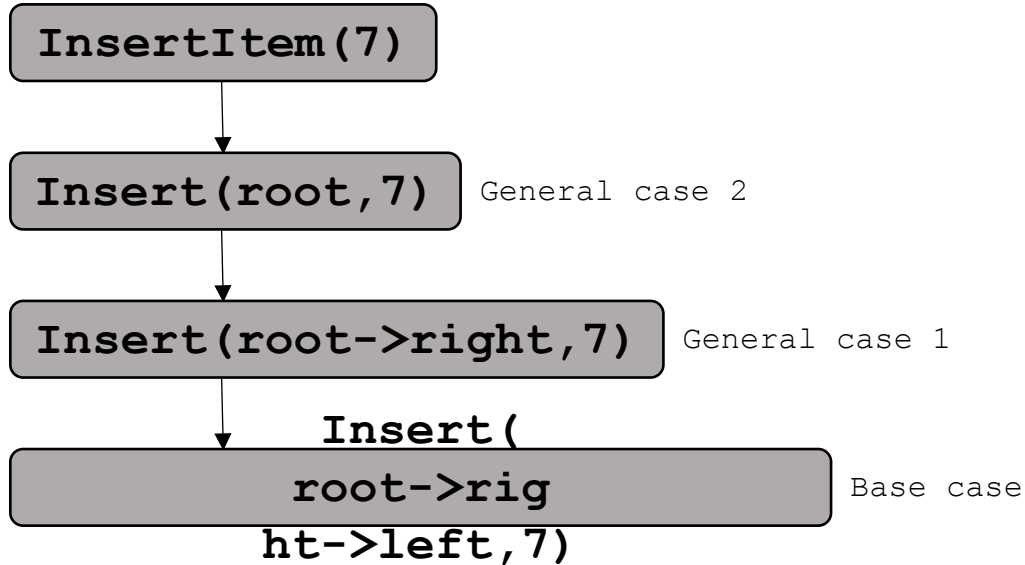 InsertItem(7)
Insert(root,7)
General case 2
Insert(root->right,7)
General case 1
Insert(
root->rig
ht->left,7)
Base case